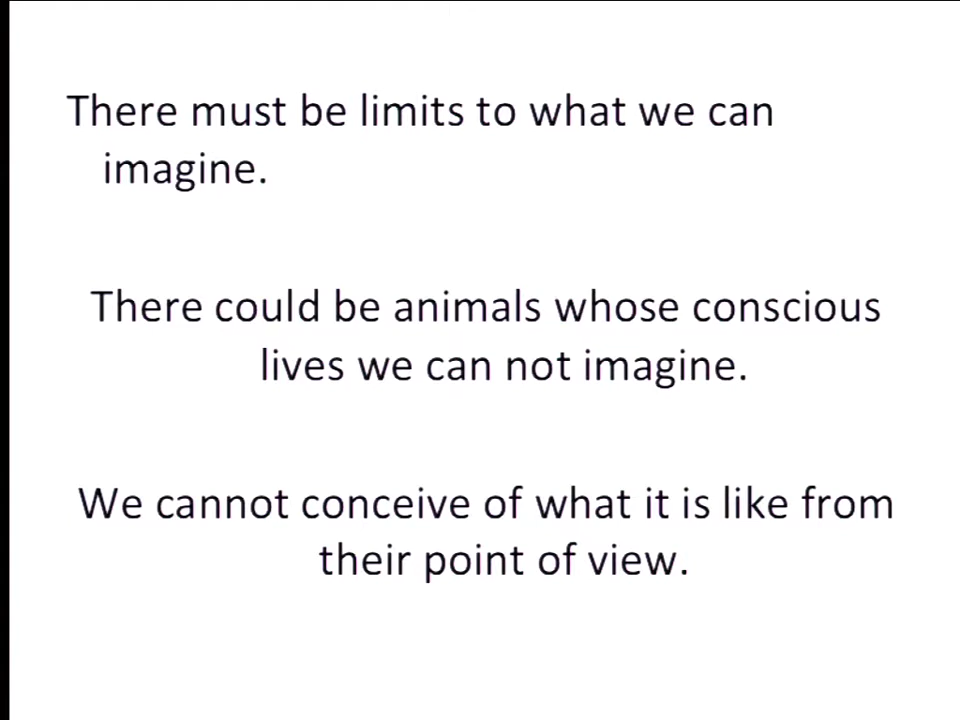 There must be limits to what we can
imagine.
There could be animals whose conscious
lives we can not imagine.
We cannot conceive of what it is like from
their point of view.